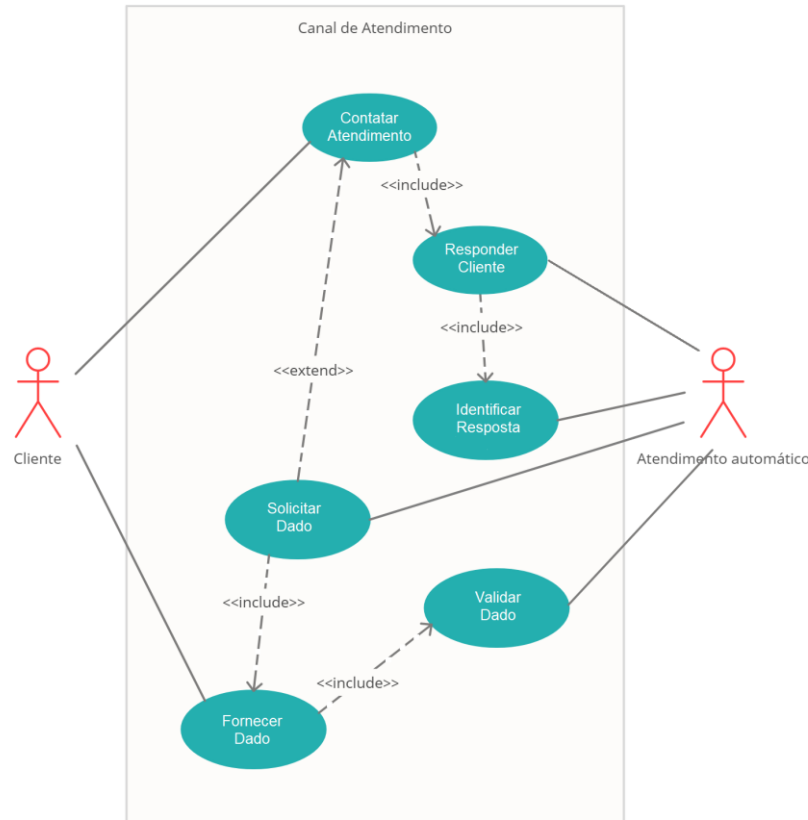 Canal de Atendimento
Contatar
Atendimento
<<include>>
Responder
Cliente
<<include>>
<<extend>>
Identificar
Resposta
Cliente
Atendimento automático
Solicitar
Dado
<<include>>
Validar
Dado
<<include>>
Fornecer
Dado